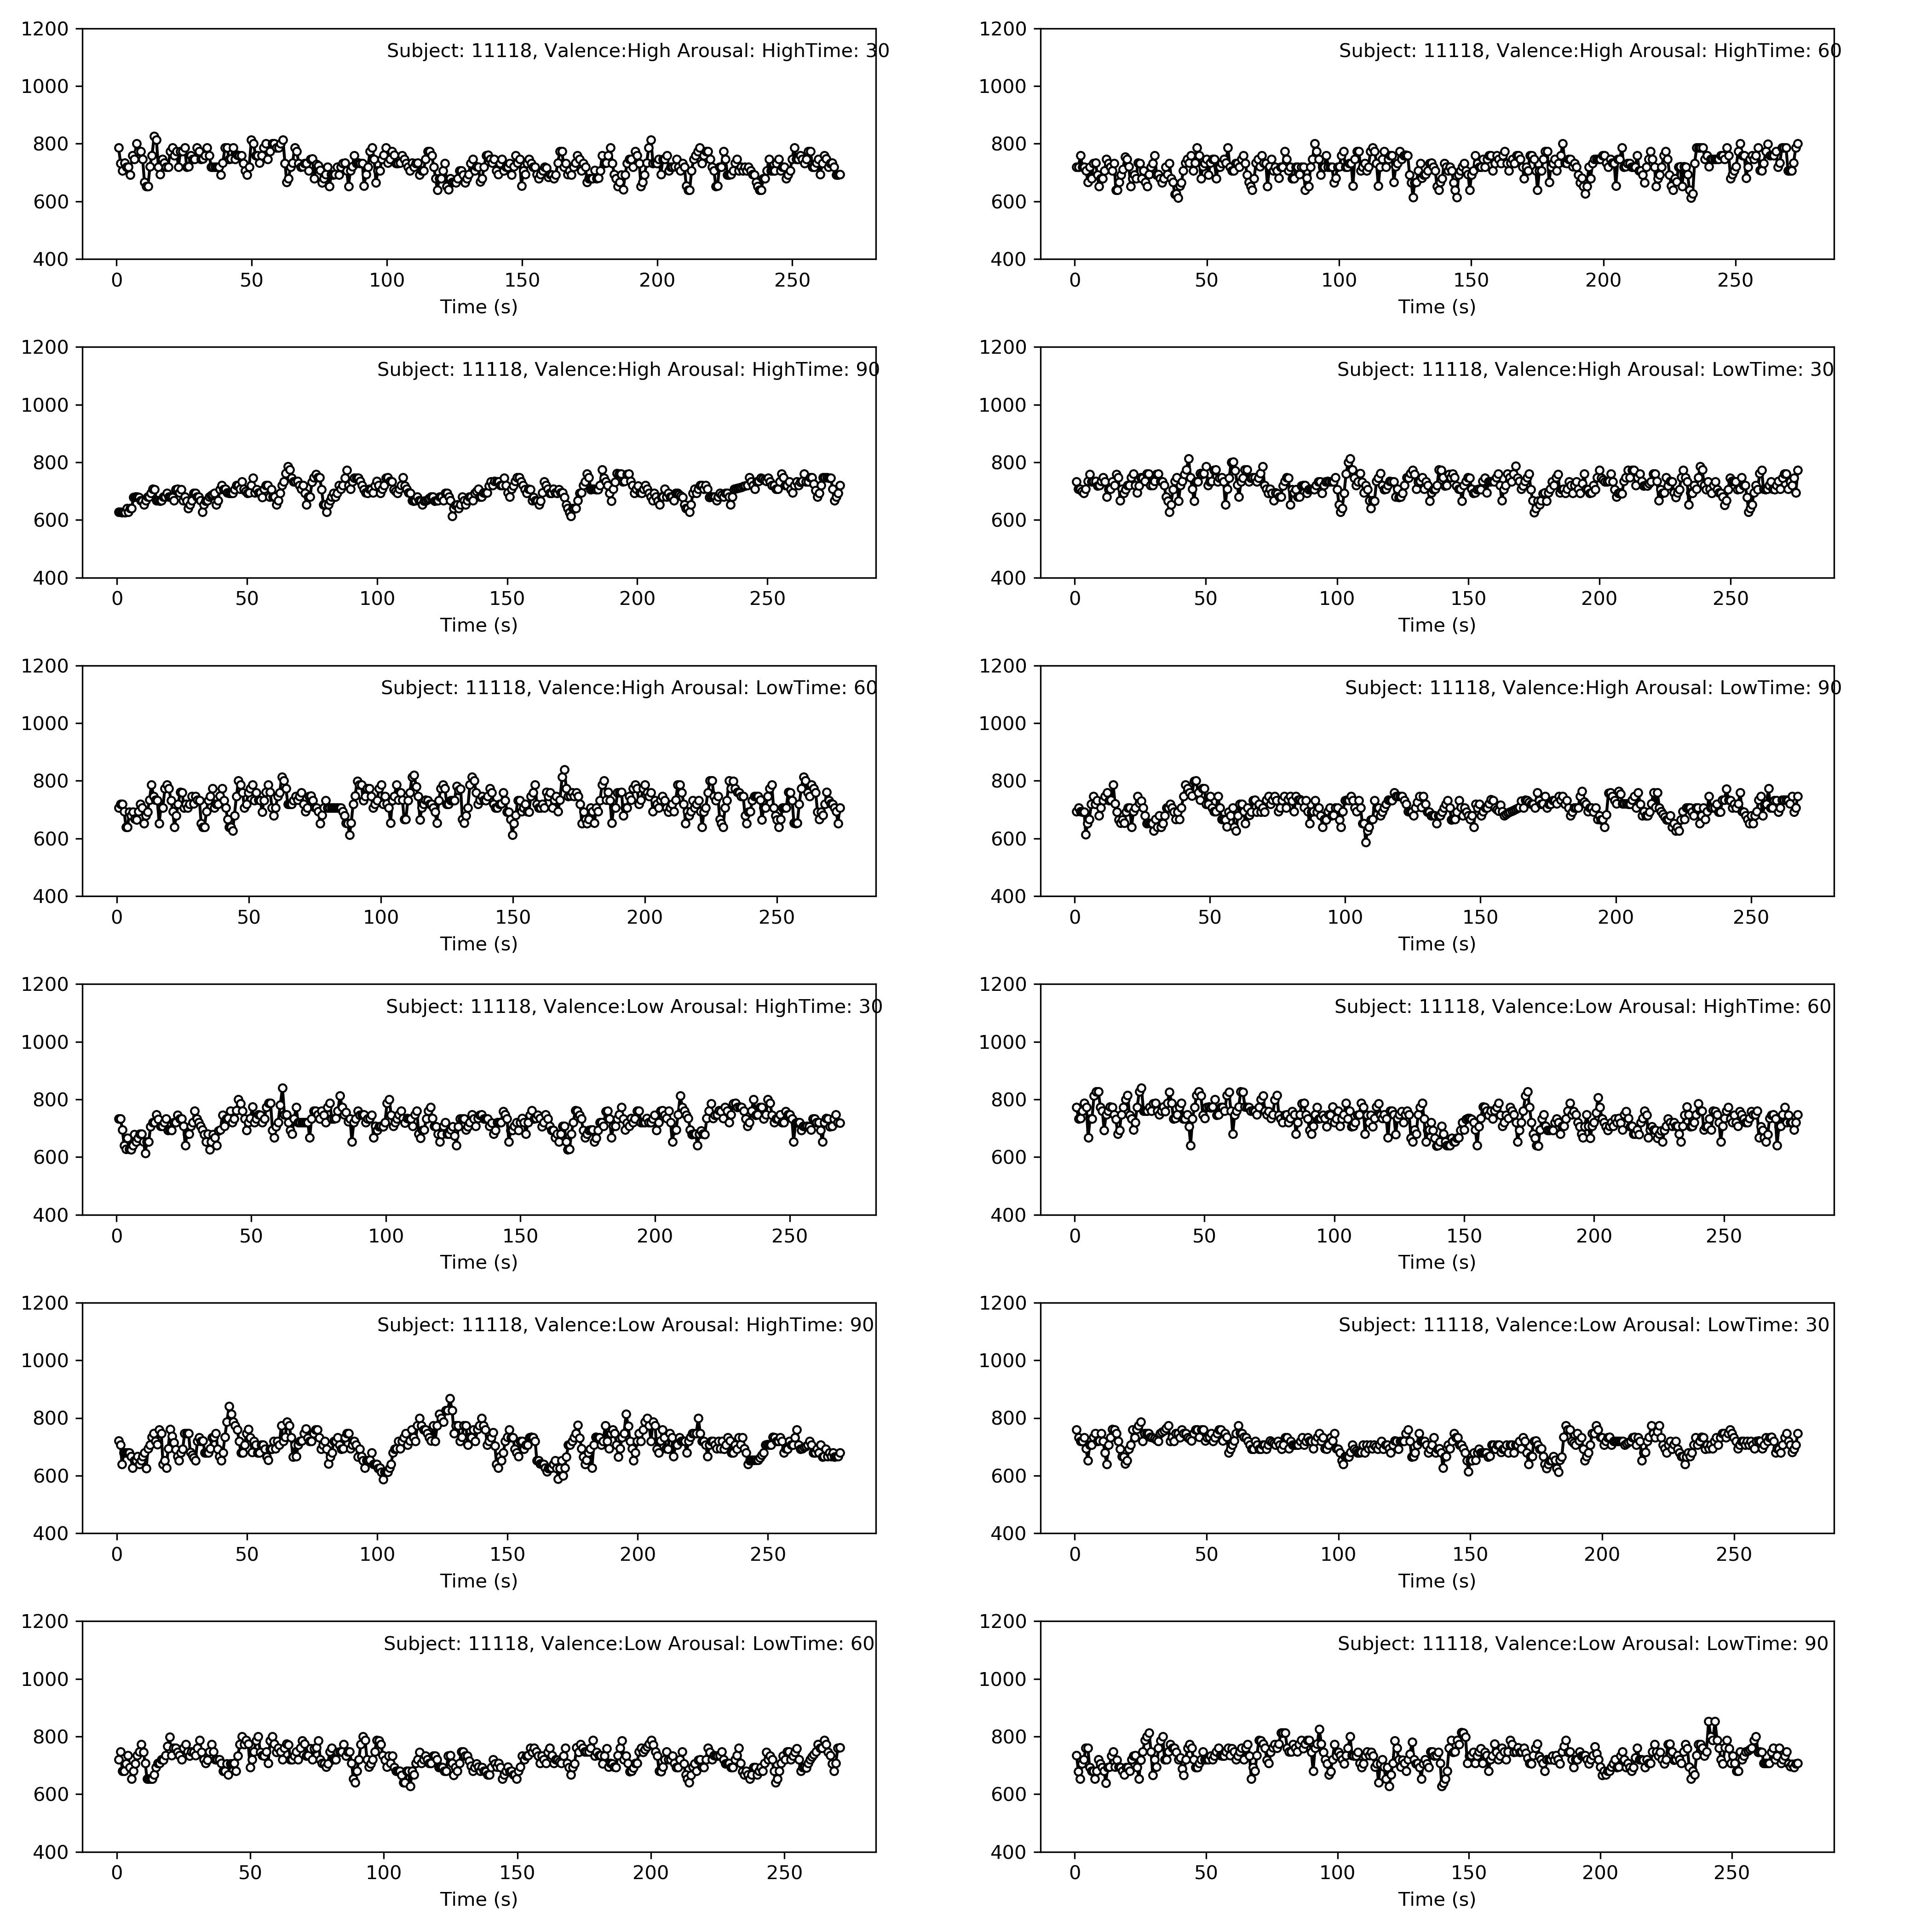 1200
Subject: 11118, Valence:High Arousal: HighTime: 30
1000
800
600
400
0 50 100 150 200 250
Time (s)
1200
Subject: 11118, Valence:High Arousal: HighTime: 60
1000
800
600
400
0 50 100 150 200 250
Time (s)
1200
Subject: 11118, Valence:High Arousal: HighTime: 90
1000
800
600
400
0 50 100 150 200 250
Time (s)
1200
Subject: 11118, Valence:High Arousal: LowTime: 30
1000
800
600
400
0 50 100 150 200 250
Time (s)
1200
Subject: 11118, Valence:High Arousal: LowTime: 60
1000
800
600
400
0 50 100 150 200 250
Time (s)
1200
Subject: 11118, Valence:High Arousal: LowTime: 90
1000
800
600
400
0 50 100 150 200 250
Time (s)
1200
Subject: 11118, Valence:Low Arousal: HighTime: 30
1000
800
600
400
0 50 100 150 200 250
Time (s)
1200
Subject: 11118, Valence:Low Arousal: HighTime: 60
1000
800
600
400
0 50 100 150 200 250
Time (s)
1200
Subject: 11118, Valence:Low Arousal: HighTime: 90
1000
800
600
400
0 50 100 150 200 250
Time (s)
1200
Subject: 11118, Valence:Low Arousal: LowTime: 30
1000
800
600
400
0 50 100 150 200 250
Time (s)
1200
Subject: 11118, Valence:Low Arousal: LowTime: 60
1000
800
600
400
0 50 100 150 200 250
Time (s)
1200
Subject: 11118, Valence:Low Arousal: LowTime: 90
1000
800
600
400
0 50 100 150 200 250
Time (s)